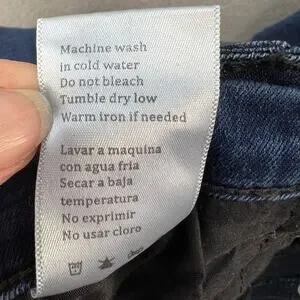 Machine wash
in cold water
Do not bleach
Tumble dry low
Warm iron if needed
Lavar a maquina
con agua fria
Secar a baja
temperatura
No exprimir
No usar cloro